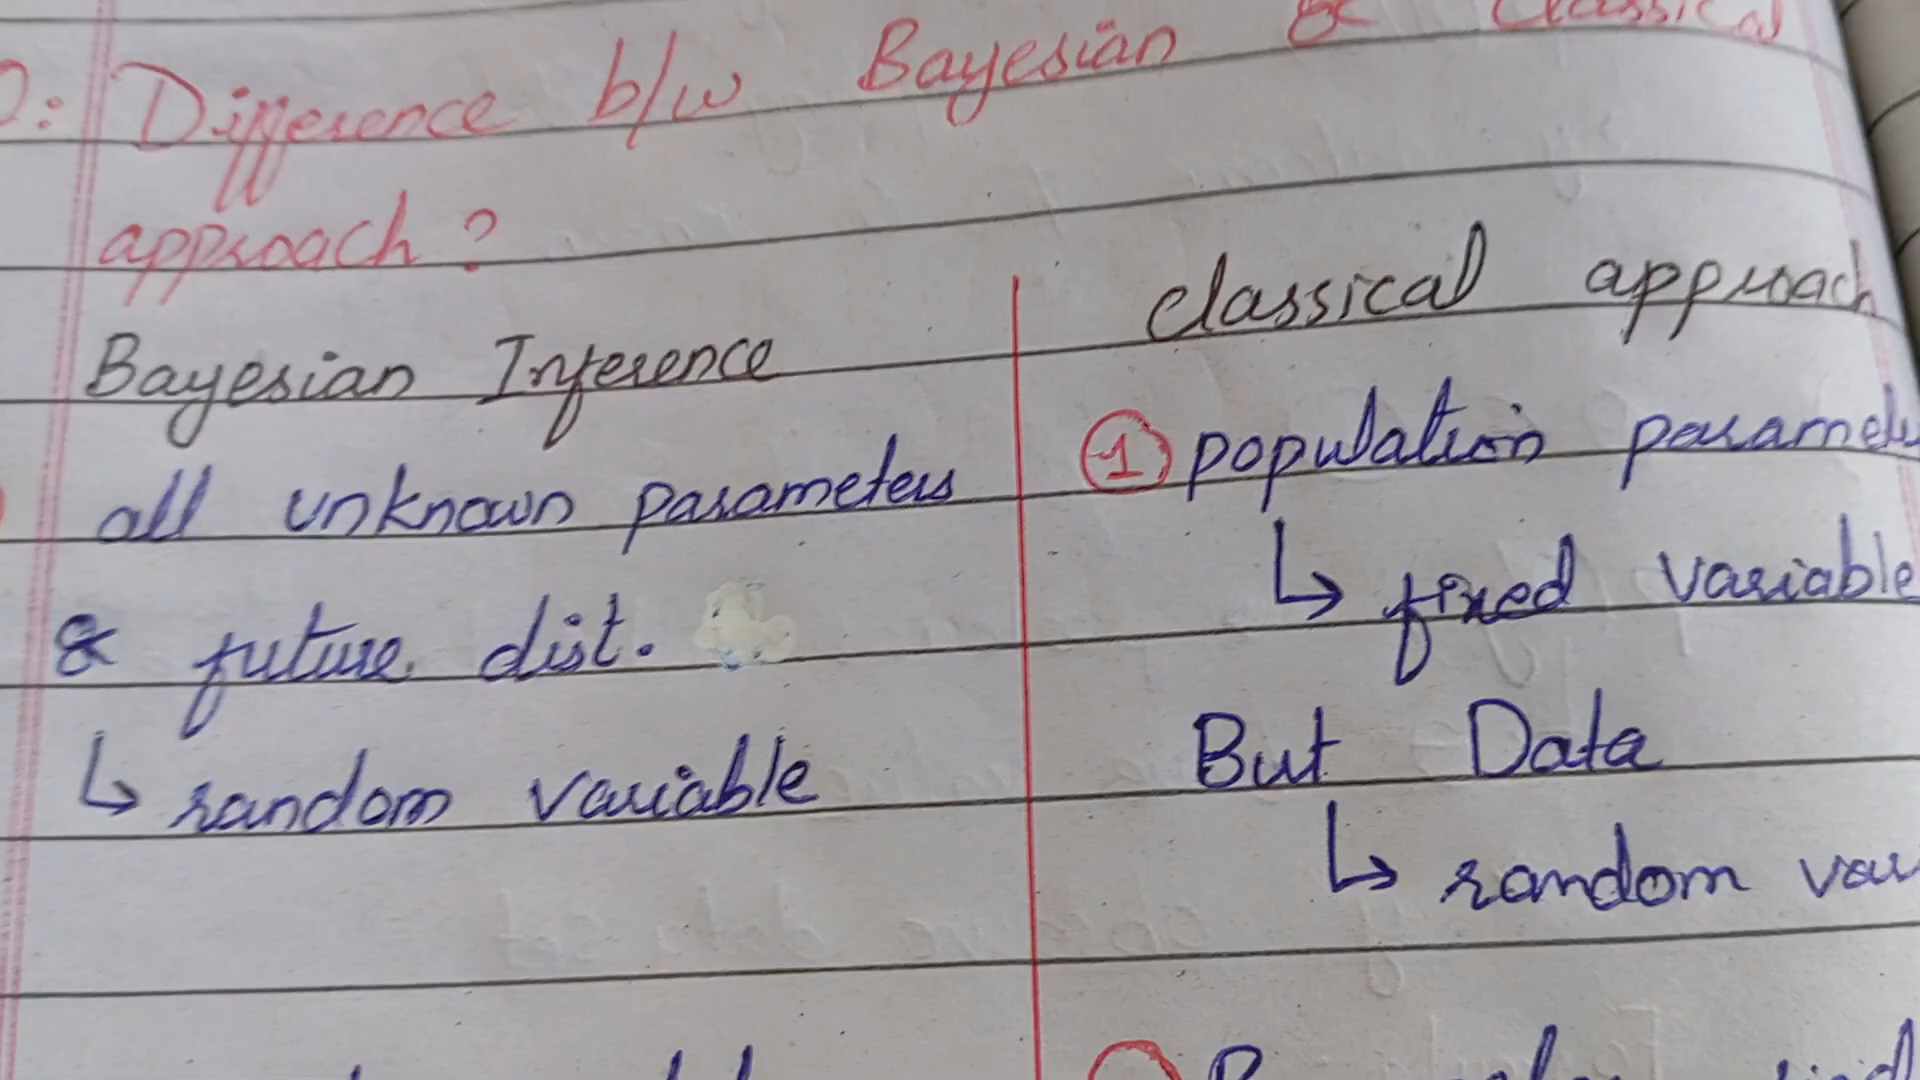 Difference b/w Bayesian & Classical
approach?
Bayesian Inference
all unknown parameters
& future dist.
↳ random variable
classical approach
① population
↳ fixed variable
But Data
↳ random